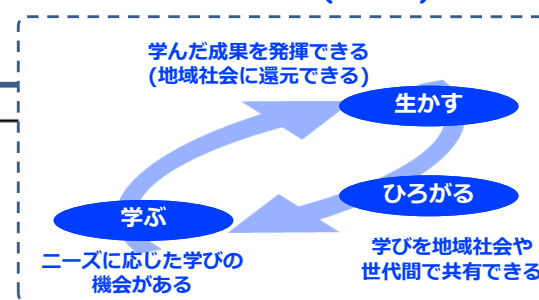 学んだ成果を発揮できる
(地域社会に還元できる)
生かす
ひろがる
学ぶ
学びを地域社会や
世代間で共有できる
ニーズに応じた学びの
機会がある